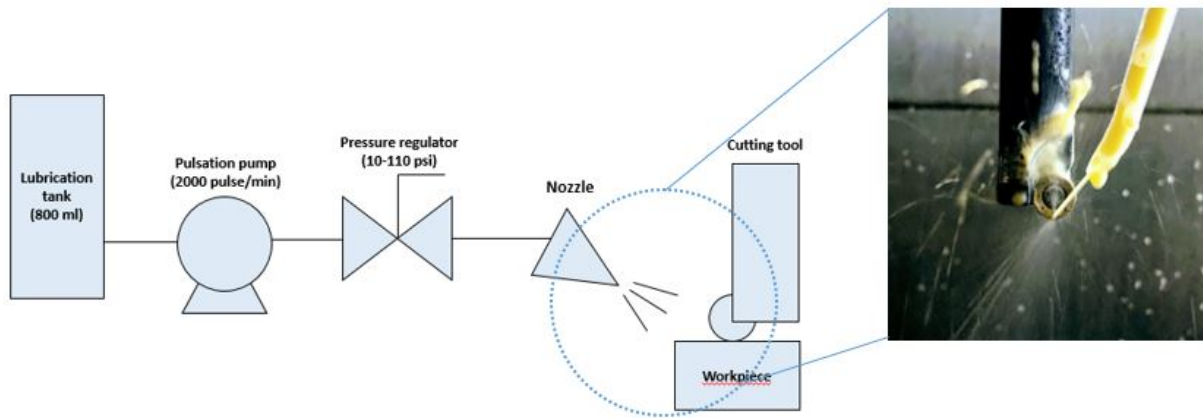 Lubrication
tank
(800 ml)
Pulsation pump
(2000 pulse/min)
Pressure regulator
(10-110 psi)
Nozzle
Cutting tool
Workpiece